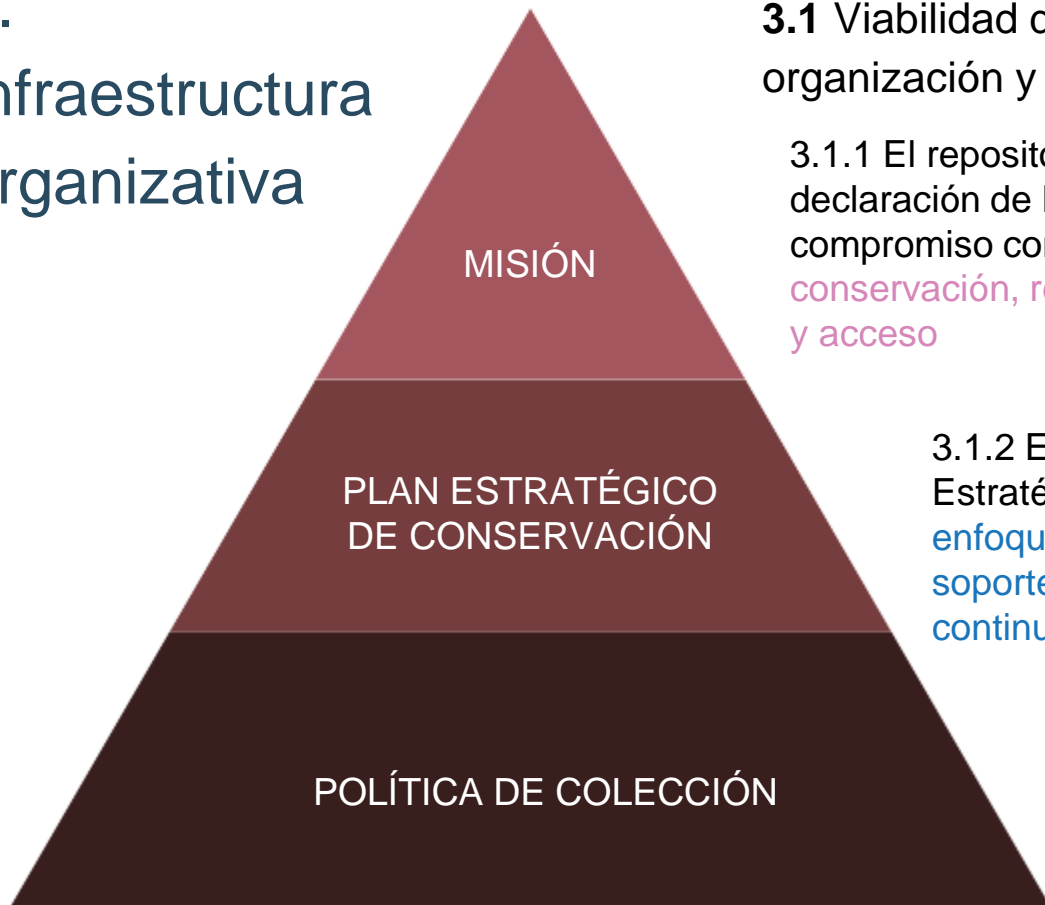 .
nfraestructura
rganizativa
3.1 Viabilidad
organización y
3.1.1 El reposito
declaración de
compromiso co
conservación, r
y acceso
MISIÓN
3.1.2 E
Estraté
enfoqu
soporte
continu
PLAN ESTRATÉGICO
DE CONSERVACIÓN
POLÍTICA DE COLECCIÓN